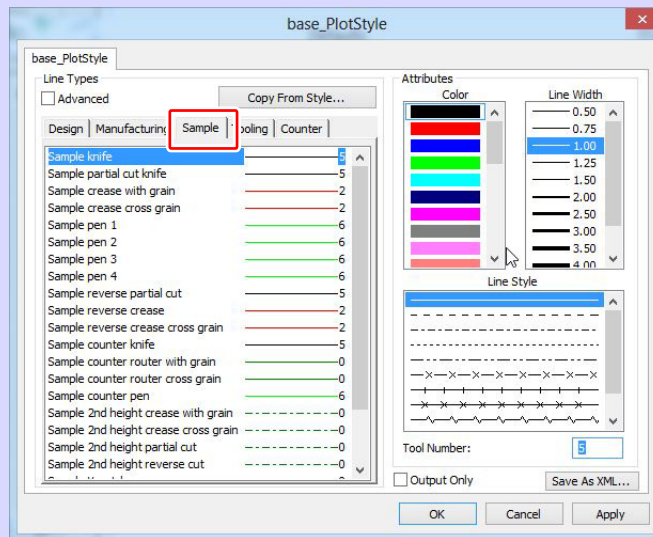 base_PlotStyle
base_PlotStyle
Line Types
Advanced
Copy From Style...
Design
Manufacturing
Sample
ooling
Counter
Sample knife 5
Sample partial cut knife 5
Sample crease with grain 2
Sample crease cross grain 2
Sample pen 1 6
Sample pen 2 6
Sample pen 3 6
Sample pen 4 6
Sample reverse partial cut 5
Sample reverse crease 2
Sample reverse crease cross grain 2
Sample counter knife 5
Sample counter router with grain 0
Sample counter router cross grain 0
Sample counter pen 6
Sample 2nd height crease with grain 0
Sample 2nd height crease cross grain 0
Sample 2nd height partial cut 0
Sample 2nd height reverse cut 0
Attributes
Color
Line Width
0.50
0.75
1.00
1.25
1.50
2.00
2.50
3.00
3.50
4.00
Line Style
Tool Number: 5
Output Only
Save As XML...
OK
Cancel
Apply